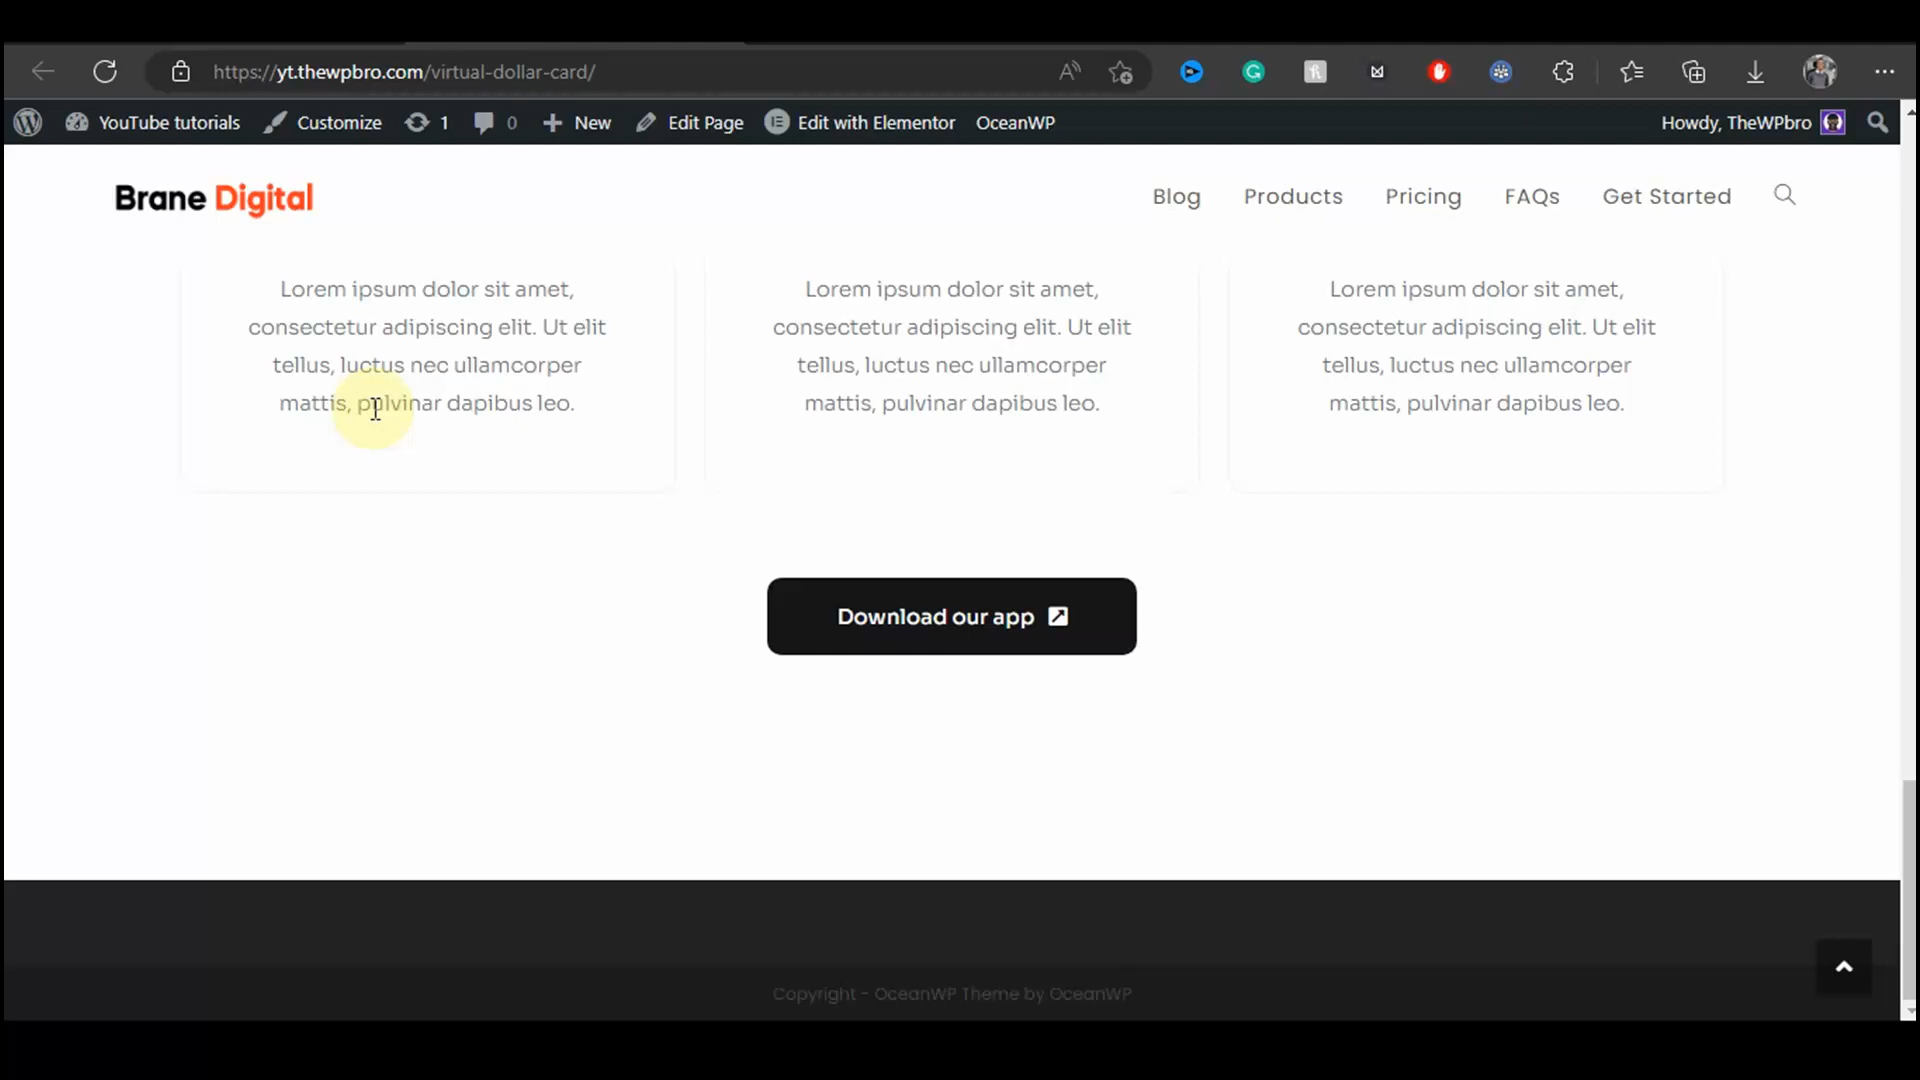 https://yt.thewpbro.com/virtual-dollar-card/
YouTube tutorials Customize 1 0 New Edit Page Edit with Elementor OceanWP Howdy, TheWPbro
Brane Digital Blog Products Pricing FAQs Get Started
Lorem ipsum dolor sit amet,
consectetur adipiscing elit. Ut elit
tellus, luctus nec ullamcorper
mattis, pulvinar dapibus leo.
Lorem ipsum dolor sit amet,
consectetur adipiscing elit. Ut elit
tellus, luctus nec ullamcorper
mattis, pulvinar dapibus leo.
Lorem ipsum dolor sit amet,
consectetur adipiscing elit. Ut elit
tellus, luctus nec ullamcorper
mattis, pulvinar dapibus leo.
Download our app
Copyright - OceanWP Theme by OceanWP